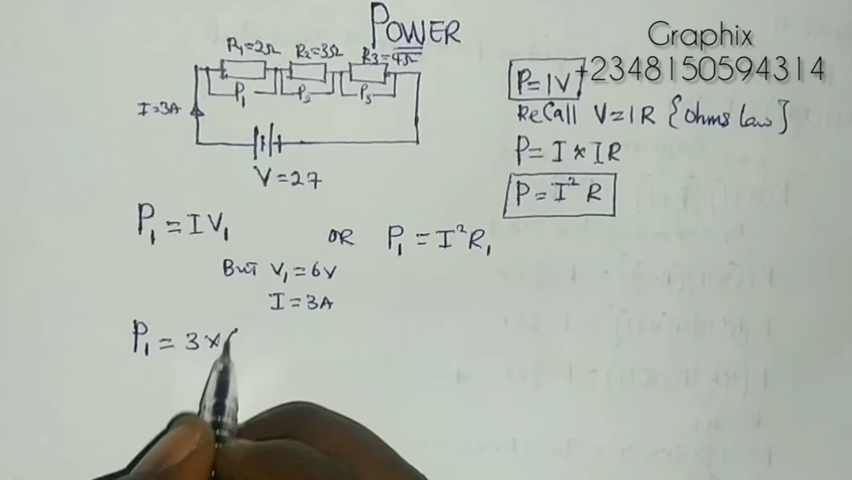 POWER
Graphix
+2348150594314
R1=2Ω R2=3Ω R3=4Ω
P1 P2 P3
I=3A
V=27
P=IV
ReCall V=IR {Ohms Law}
P=I×IR
P=I² R
P1=IV1 OR P1=I²R1
But V1=6V
I=3A
P1=3×